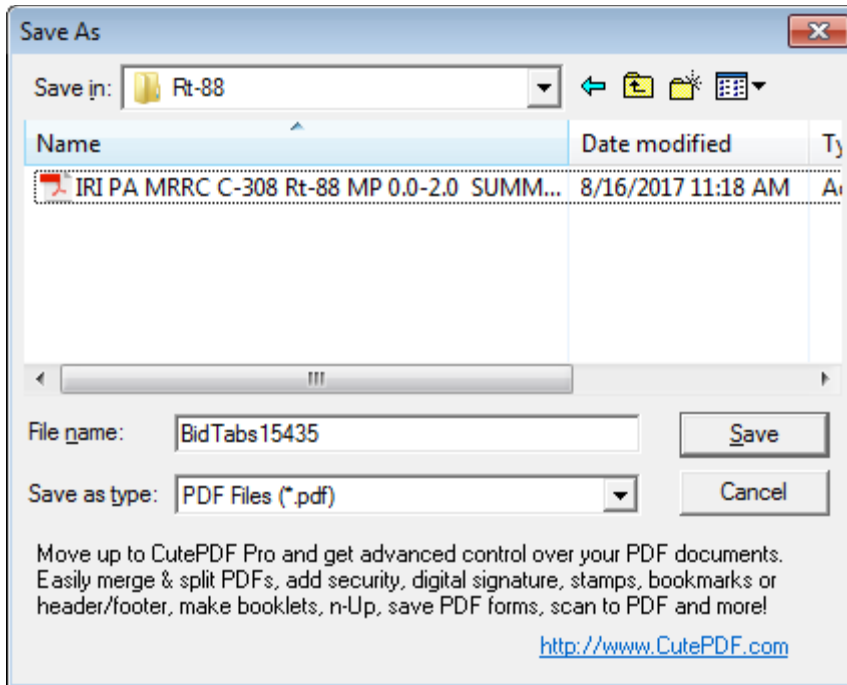 Save As
Save in: Rt-88
Name Date modified Ty
IRI PA MRRC C-308 Rt-88 MP 0.0-2.0 SUMM... 8/16/2017 11:18 AM Ac
File name: BidTabs15435 Save
Save as type: PDF Files (*.pdf) Cancel
Move up to CutePDF Pro and get advanced control over your PDF documents.
Easily merge & split PDFs, add security, digital signature, stamps, bookmarks or
header/footer, make booklets, n-Up, save PDF forms, scan to PDF and more!
http://www.CutePDF.com